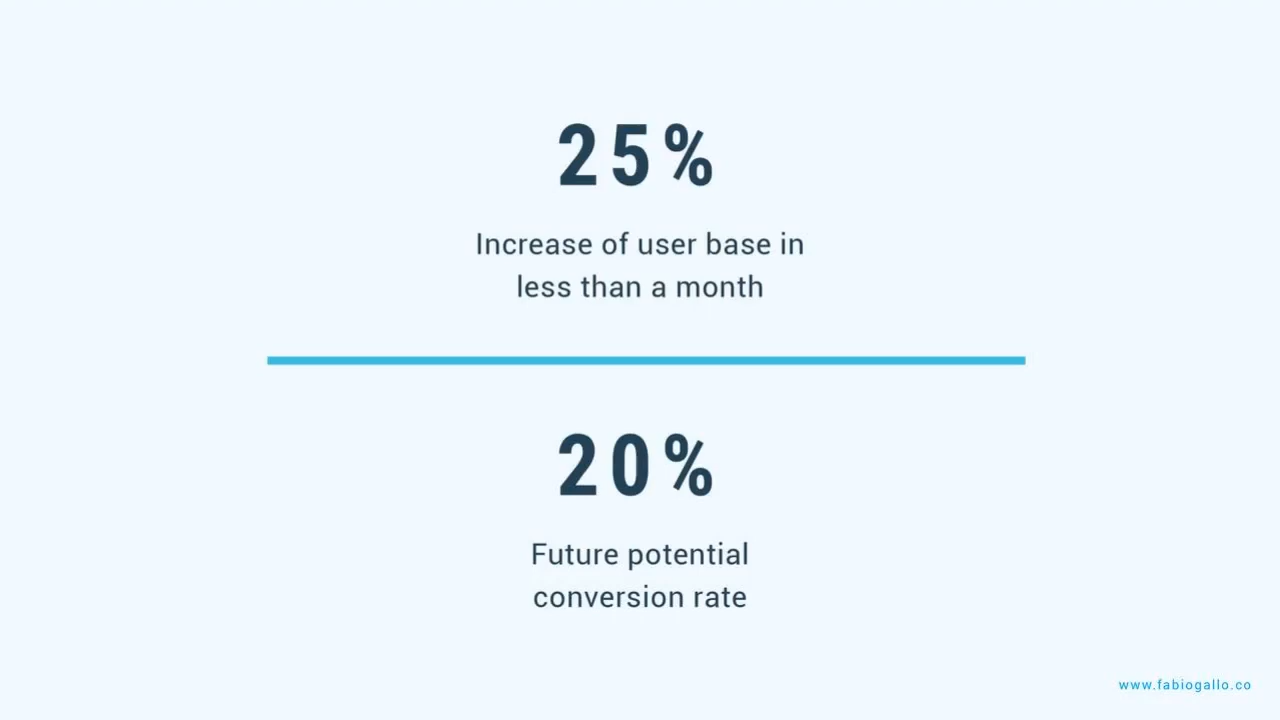 25%
Increase of user base in
less than a month
20%
Future potential
conversion rate
www.fabiogallo.co